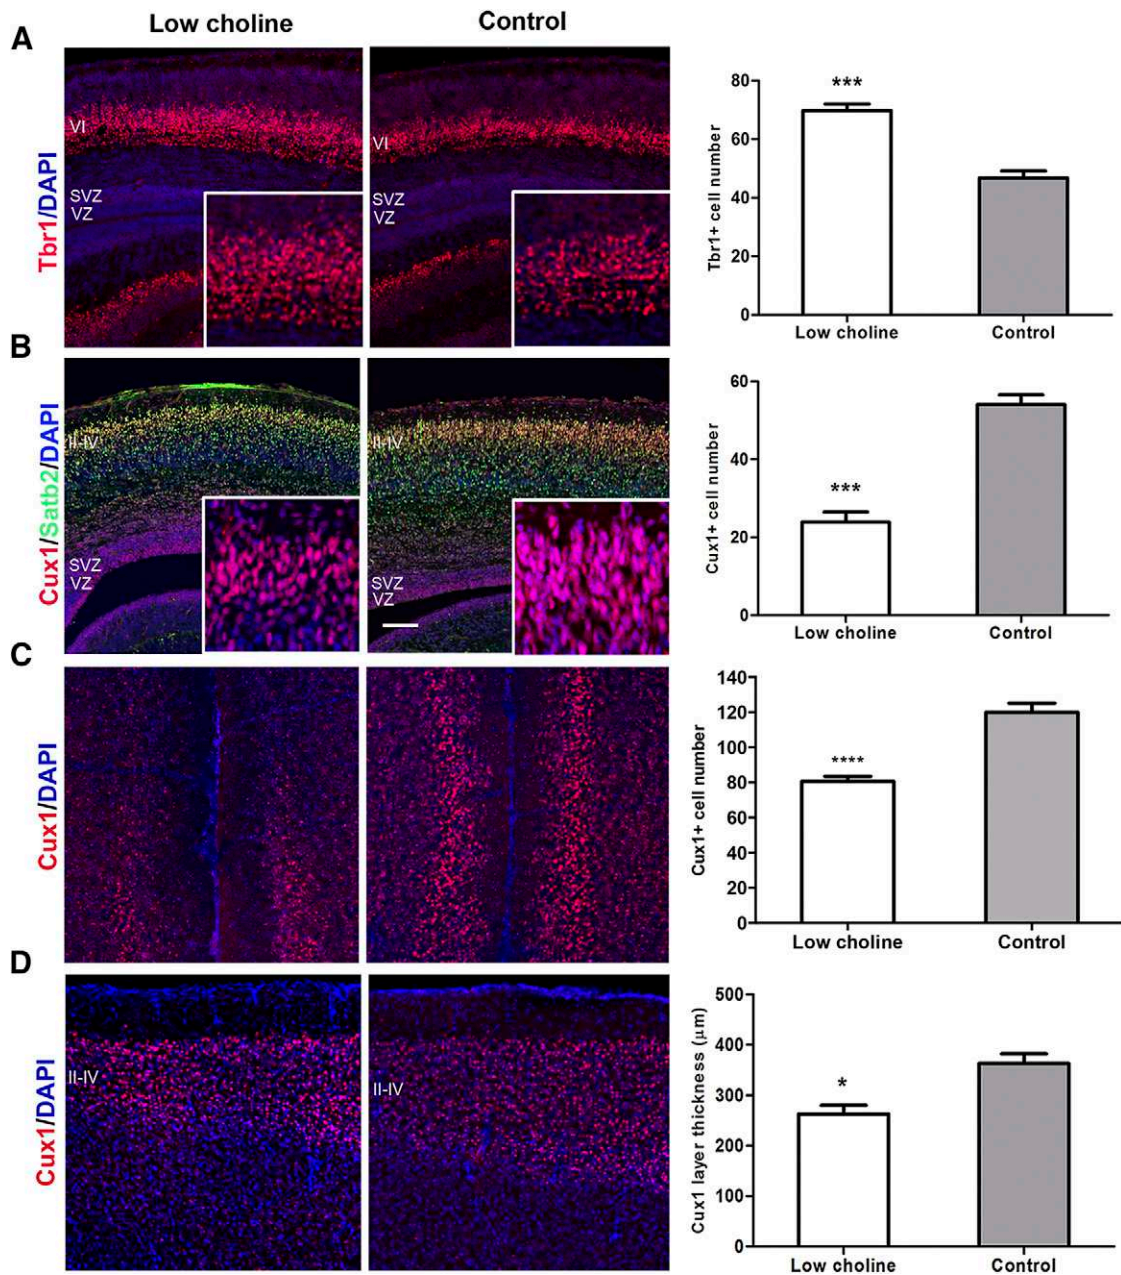 Low choline
Control
A
Tbr1/DAPI
VI
SVZ
VZ
VI
SVZ
VZ
Tbr1+ cell number
80
60
40
20
0
***
Low choline
Control
B
Cux1/Satb2/DAPI
II-IV
SVZ
VZ
II-IV
SVZ
VZ
Cux1+ cell number
60
40
20
0
***
Low choline
Control
C
Cux1/DAPI
Cux1+ cell number
140
120
100
80
60
40
20
0
****
Low choline
Control
D
Cux1/DAPI
II-IV
II-IV
Cux1 layer thickness (μm)
500
400
300
200
100
0
*
Low choline
Control